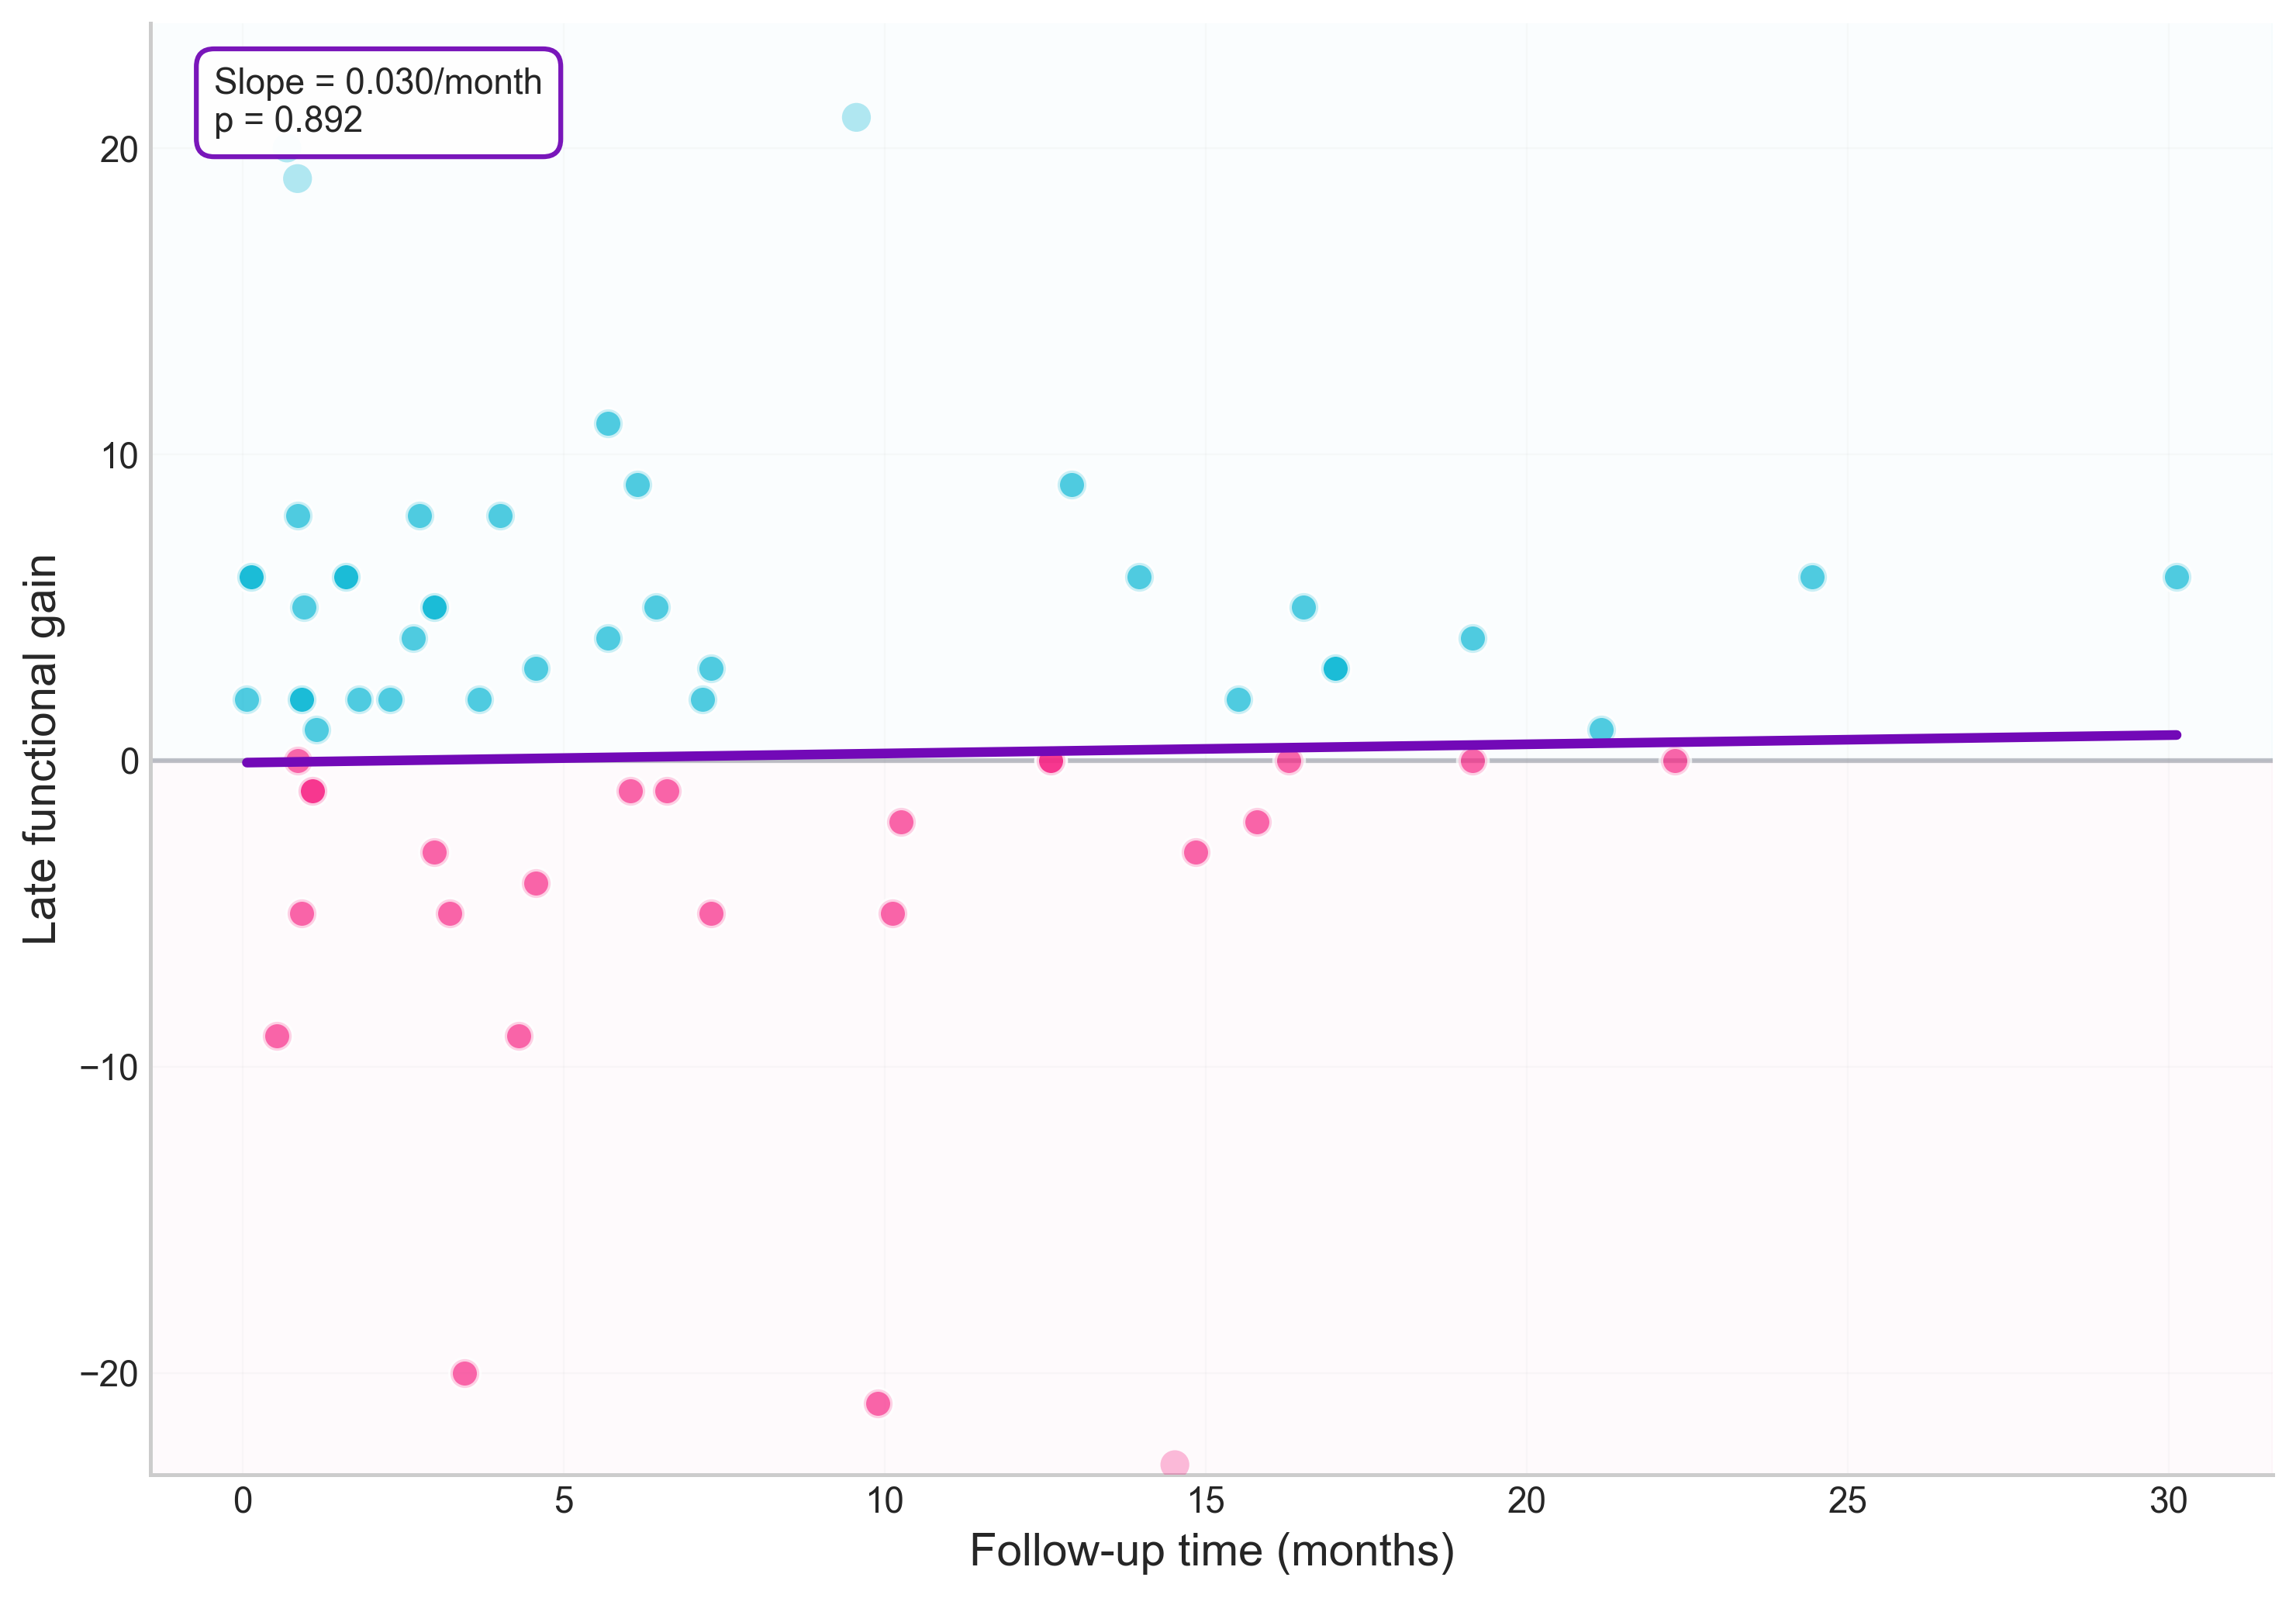 Slope = 0.030/month
p = 0.892
20
10
0
−10
−20
Late functional gain
0 5 10 15 20 25 30
Follow-up time (months)